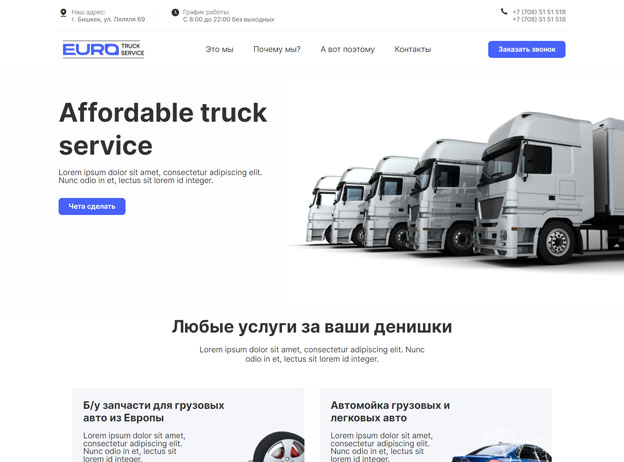 Наш адрес:
г. Бишкек, ул. Ляляля 69
График работы:
С 8:00 до 22:00 без выходных
+7 (708) 51 51 518
+7 (708) 51 51 518
EURO TRUCK
SERVICE
Это мы
Почему мы?
А вот поэтому
Контакты
Заказать звонок
Affordable truck
service
Lorem ipsum dolor sit amet, consectetur adipiscing elit.
Nunc odio in et, lectus sit lorem id integer.
Чета сделать
Любые услуги за ваши денишки
Lorem ipsum dolor sit amet, consectetur adipiscing elit. Nunc
odio in et, lectus sit lorem id integer.
Б/у запчасти для грузовых
авто из Европы
Lorem ipsum dolor sit amet,
consectetur adipiscing elit.
Nunc odio in et, lectus sit
lorem id integer.
Автомойка грузовых и
легковых авто
Lorem ipsum dolor sit amet,
consectetur adipiscing elit.
Nunc odio in et, lectus sit
lorem id integer.